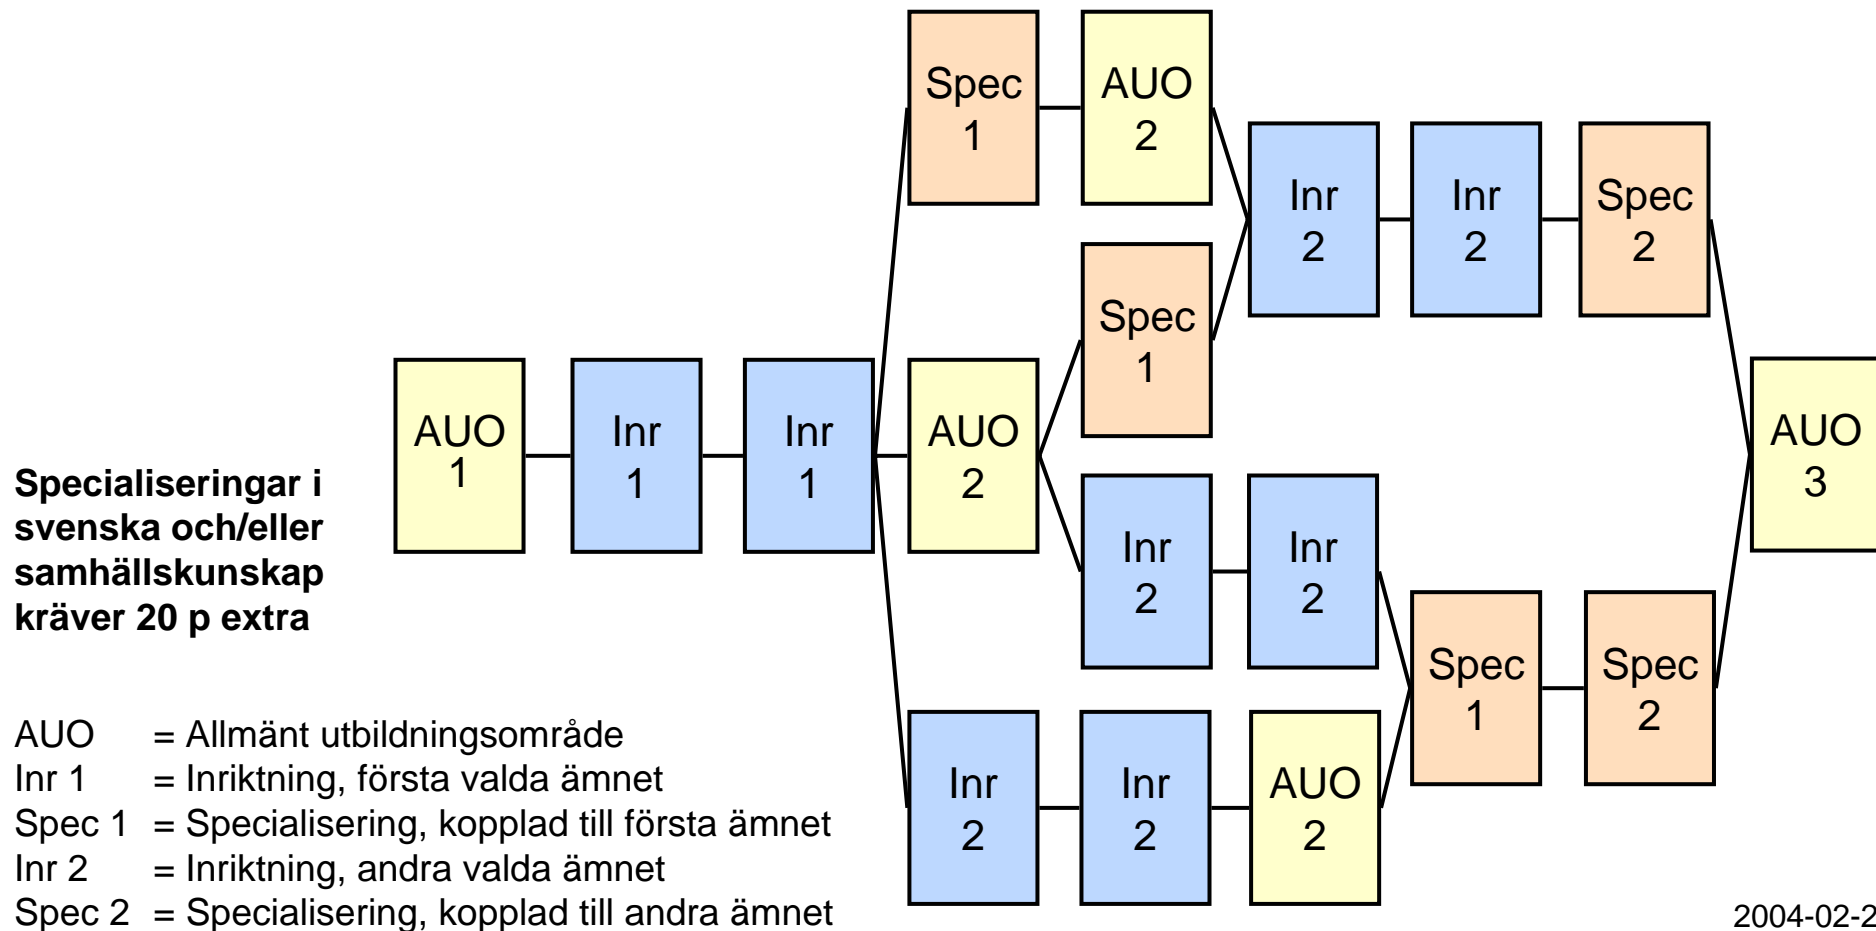 Spec
1
AUO
2
Inr
2
Inr
2
Spec
2
Spec
1
AUO
1
Inr
1
Inr
1
AUO
2
AUO
3
Inr
2
Inr
2
Spec
1
Spec
2
Inr
2
Inr
2
AUO
2
Specialiseringar i
svenska och/eller
samhällskunskap
kräver 20 p extra
AUO = Allmänt utbildningsområde
Inr 1 = Inriktning, första valda ämnet
Spec 1 = Specialisering, kopplad till första ämnet
Inr 2 = Inriktning, andra valda ämnet
Spec 2 = Specialisering, kopplad till andra ämnet
2004-02-2